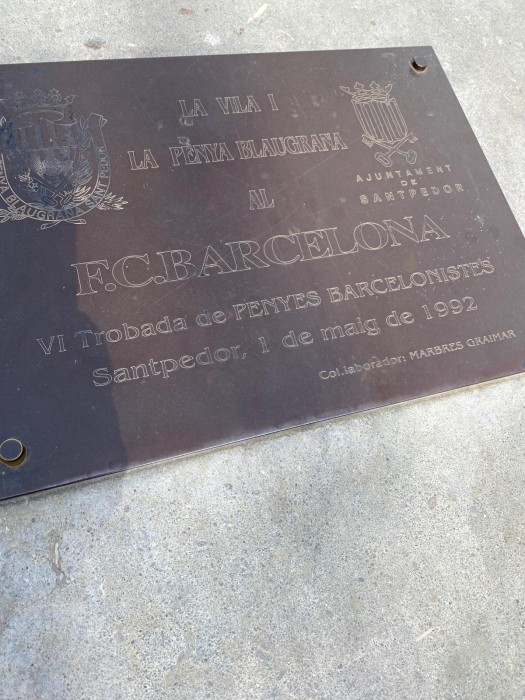 LA VILA I
LA PENYA BLAUGRANA
AL
F.C.BARCELONA
VI Trobada de PENYES BARCELONISTES
Santpedor, 1 de maig de 1992
Col.laborador: MARBRES GRAIMAR
AJUNTAMENT
DE
SANTPEDOR
BLAUGRANA